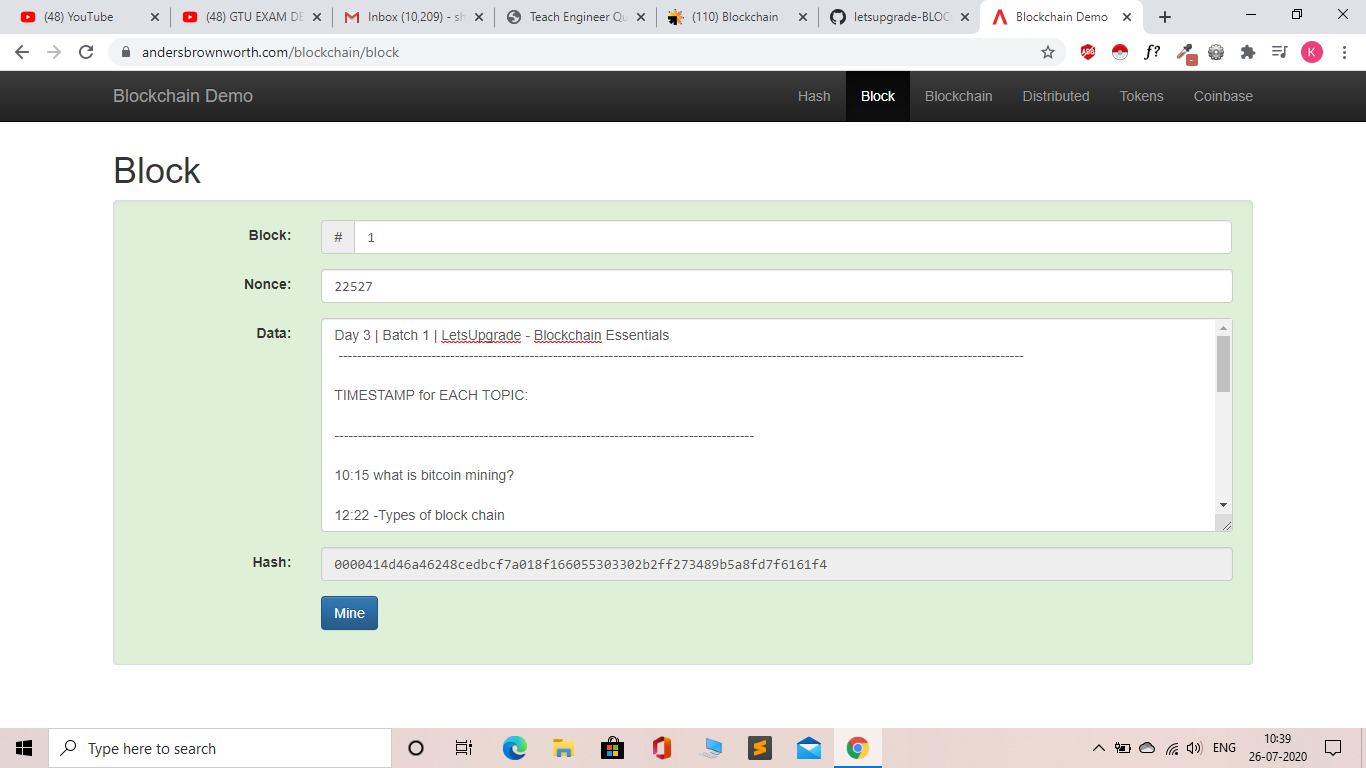 (48) YouTube
(48) GTU EXAM DE
Inbox (10,209) - sh
Teach Engineer Qu
(110) Blockchain
letsupgrade-BLOC
Blockchain Demo
andersbrownworth.com/blockchain/block
ABP
f?
K
Blockchain Demo
Hash
Block
Blockchain
Distributed
Tokens
Coinbase
Block
Block:
# 1
Nonce:
22527
Data:
Day 3 | Batch 1 | LetsUpgrade - Blockchain Essentials
---------------------------------------------------------------------------------------------------------------------------------------------------------
TIMESTAMP for EACH TOPIC:
---------------------------------------------------------------------------------------------
10:15 what is bitcoin mining?
12:22 -Types of block chain
Hash:
0000414d46a46248cedbcf7a018f166055303302b2ff273489b5a8fd7f6161f4
Mine
Type here to search
ENG
10:39
26-07-2020